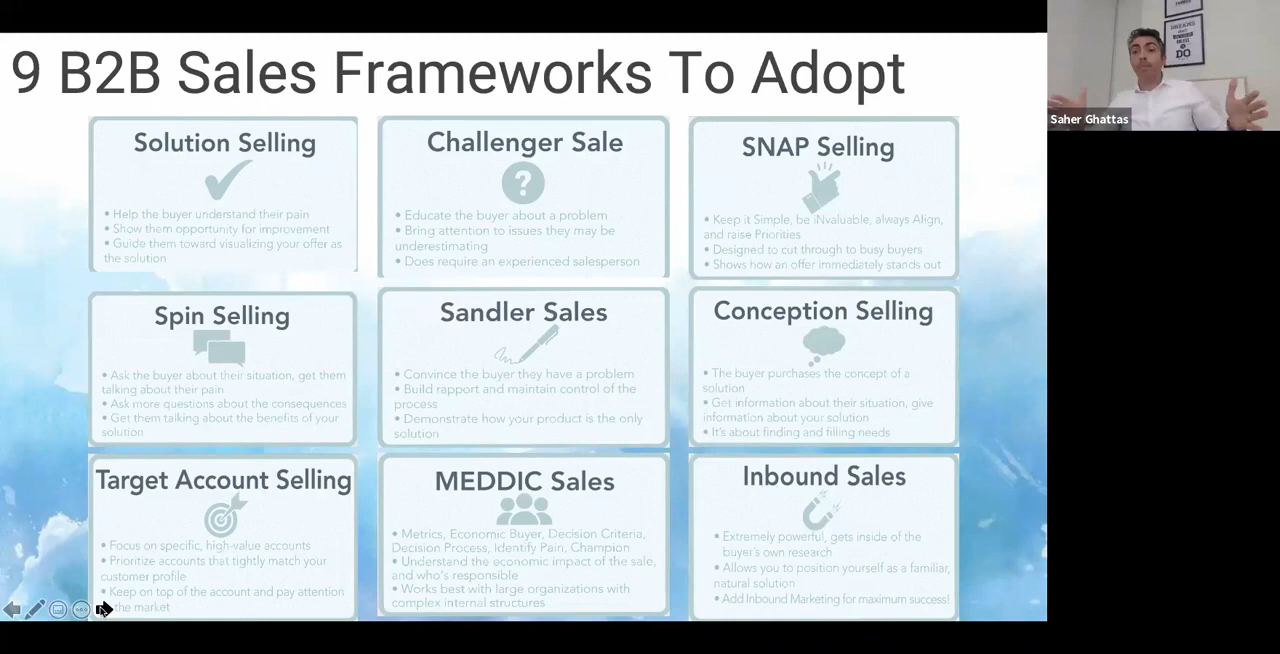 9 B2B Sales Frameworks To Adopt
Solution Selling
• Help the buyer understand their pain
• Show them opportunity for improvement
• Guide them toward visualizing your offer as
the solution
Challenger Sale
?
• Educate the buyer about a problem
• Bring attention to issues they may be
underestimating
• Does require an experienced salesperson
SNAP Selling
• Keep it Simple, be iNvaluable, always Align,
and raise Priorities
• Designed to cut through to busy buyers
• Shows how an offer immediately stands out
Spin Selling
• Ask the buyer about their situation, get them
talking about their pain
• Ask more questions about the consequences
• Get them talking about the benefits of your
solution
Sandler Sales
• Convince the buyer they have a problem
• Build rapport and maintain control of the
process
• Demonstrate how your product is the only
solution
Conception Selling
• The buyer purchases the concept of a
solution
• Get information about their situation, give
information about your solution
• It's about finding and filling needs
Target Account Selling
• Focus on specific, high-value accounts
• Prioritize accounts that tightly match your
customer profile
• Keep on top of the account and pay attention
the market
MEDDIC Sales
• Metrics, Economic Buyer, Decision Criteria,
Decision Process, Identify Pain, Champion
• Understand the economic impact of the sale,
and who's responsible
• Works best with large organizations with
complex internal structures
Inbound Sales
• Extremely powerful, gets inside of the
buyer's own research
• Allows you to position yourself as a familiar,
natural solution
• Add Inbound Marketing for maximum success!
DREAMS
DO
Saher Ghattas